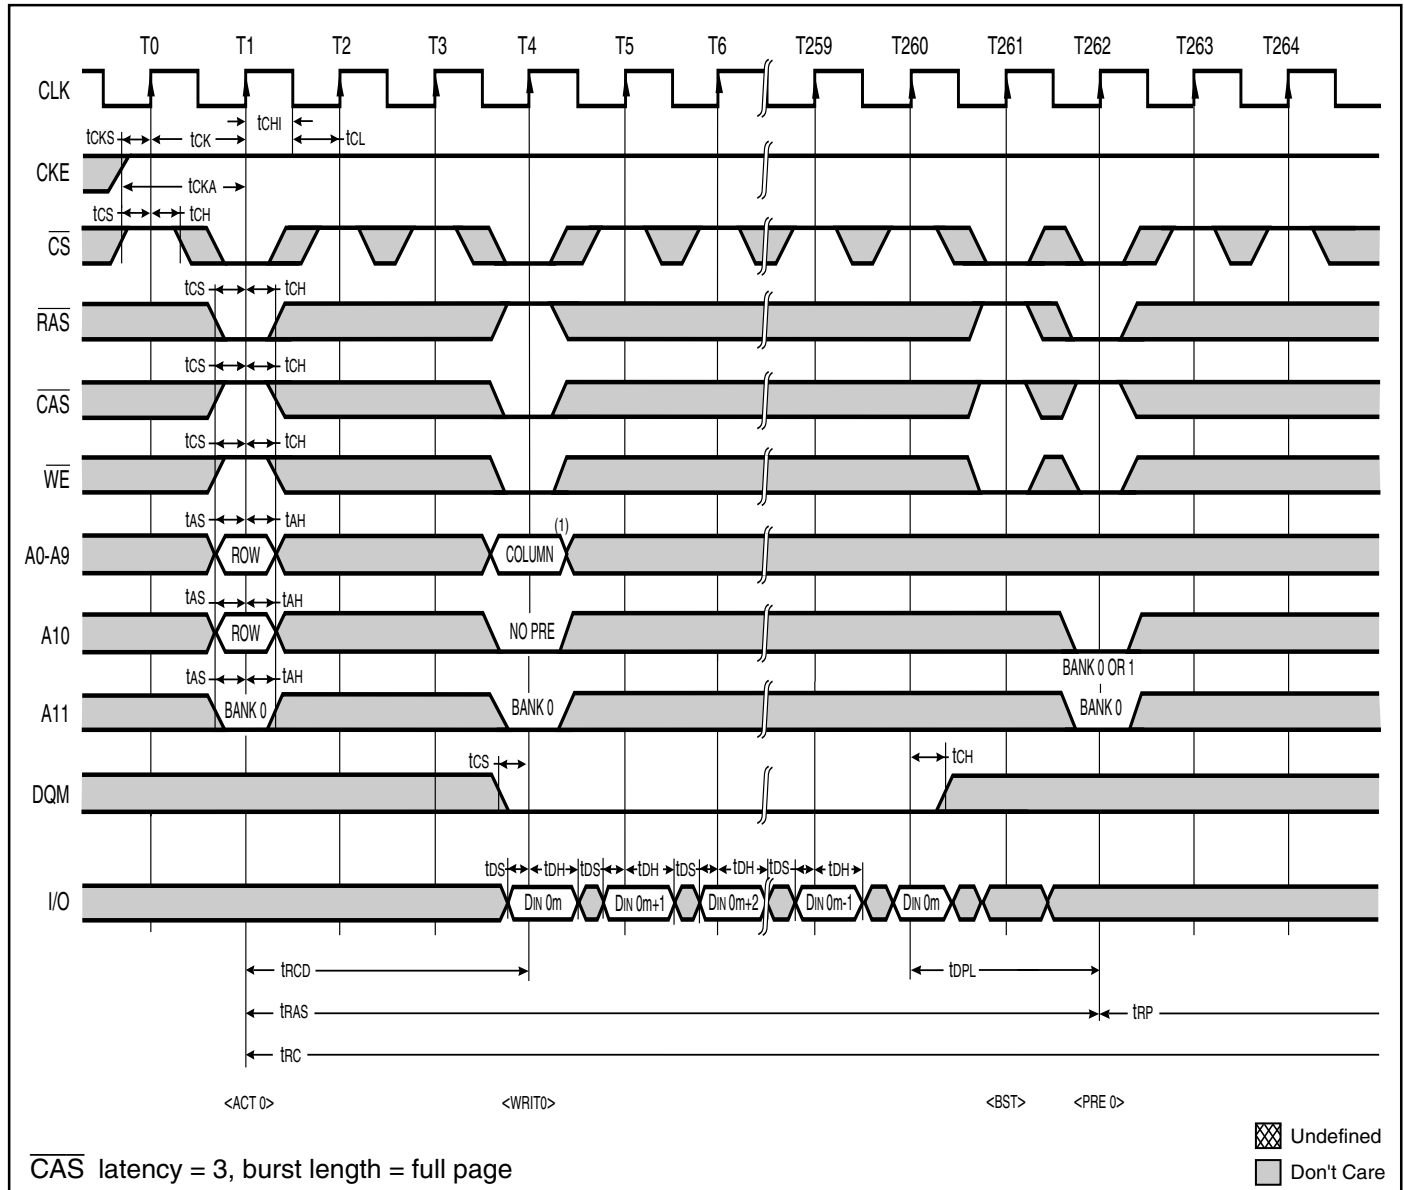 T0 T1 T2 T3 T4 T5 T6 T259 T260 T261 T262 T263 T264
CLK
tCHI
tCKS tCK tCL
CKE
tCKA
tCS tCH
CS
tCS tCH
RAS
tCS tCH
CAS
tCS tCH
WE
tAS tAH (1)
A0-A9 ROW COLUMN
tAS tAH
A10 ROW NO PRE
BANK 0 OR 1
tAS tAH
A11 BANK 0 BANK 0 BANK 0
tCS tCH
DQM
tDS tDH tDS tDH tDS tDH tDS tDH
I/O DIN 0m DIN 0m+1 DIN 0m+2 DIN 0m-1 DIN 0m
tRCD tDPL
tRAS tRP
tRC
<ACT 0> <WRIT0> <BST> <PRE 0>
Undefined
CAS latency = 3, burst length = full page
Don't Care